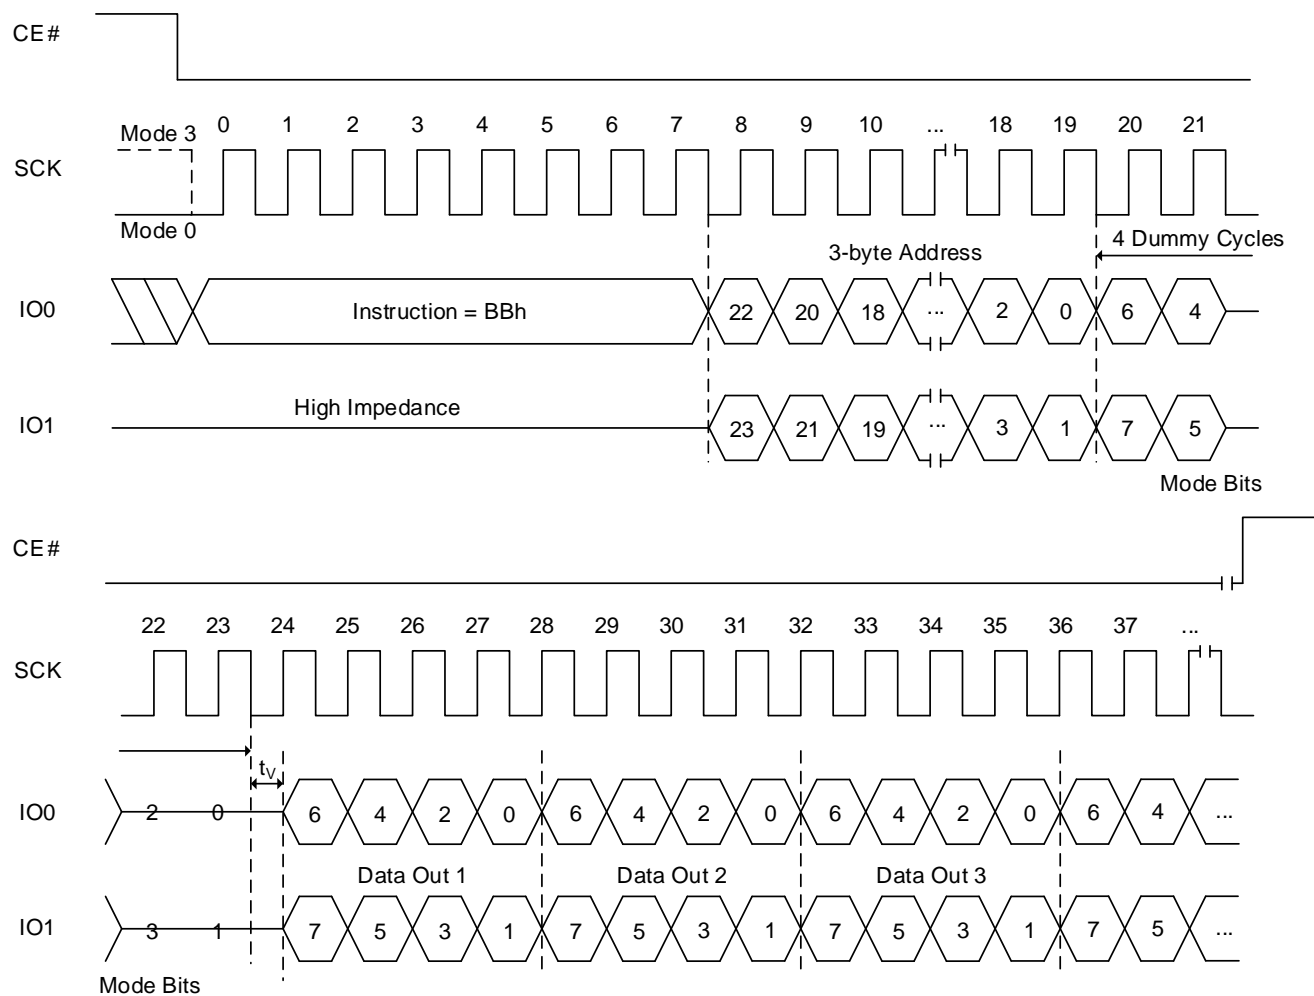 CE#
Mode 3 0 1 2 3 4 5 6 7 8 9 10 ... 18 19 20 21
SCK
Mode 0
3-byte Address 4 Dummy Cycles
IO0 Instruction = BBh 22 20 18 ... 2 0 6 4
High Impedance
IO1 23 21 19 ... 3 1 7 5
Mode Bits
CE#
22 23 24 25 26 27 28 29 30 31 32 33 34 35 36 37 ...
SCK
tV
IO0 2 0 6 4 2 0 6 4 2 0 6 4 2 0 6 4 ...
Data Out 1 Data Out 2 Data Out 3
IO1 3 1 7 5 3 1 7 5 3 1 7 5 3 1 7 5 ...
Mode Bits